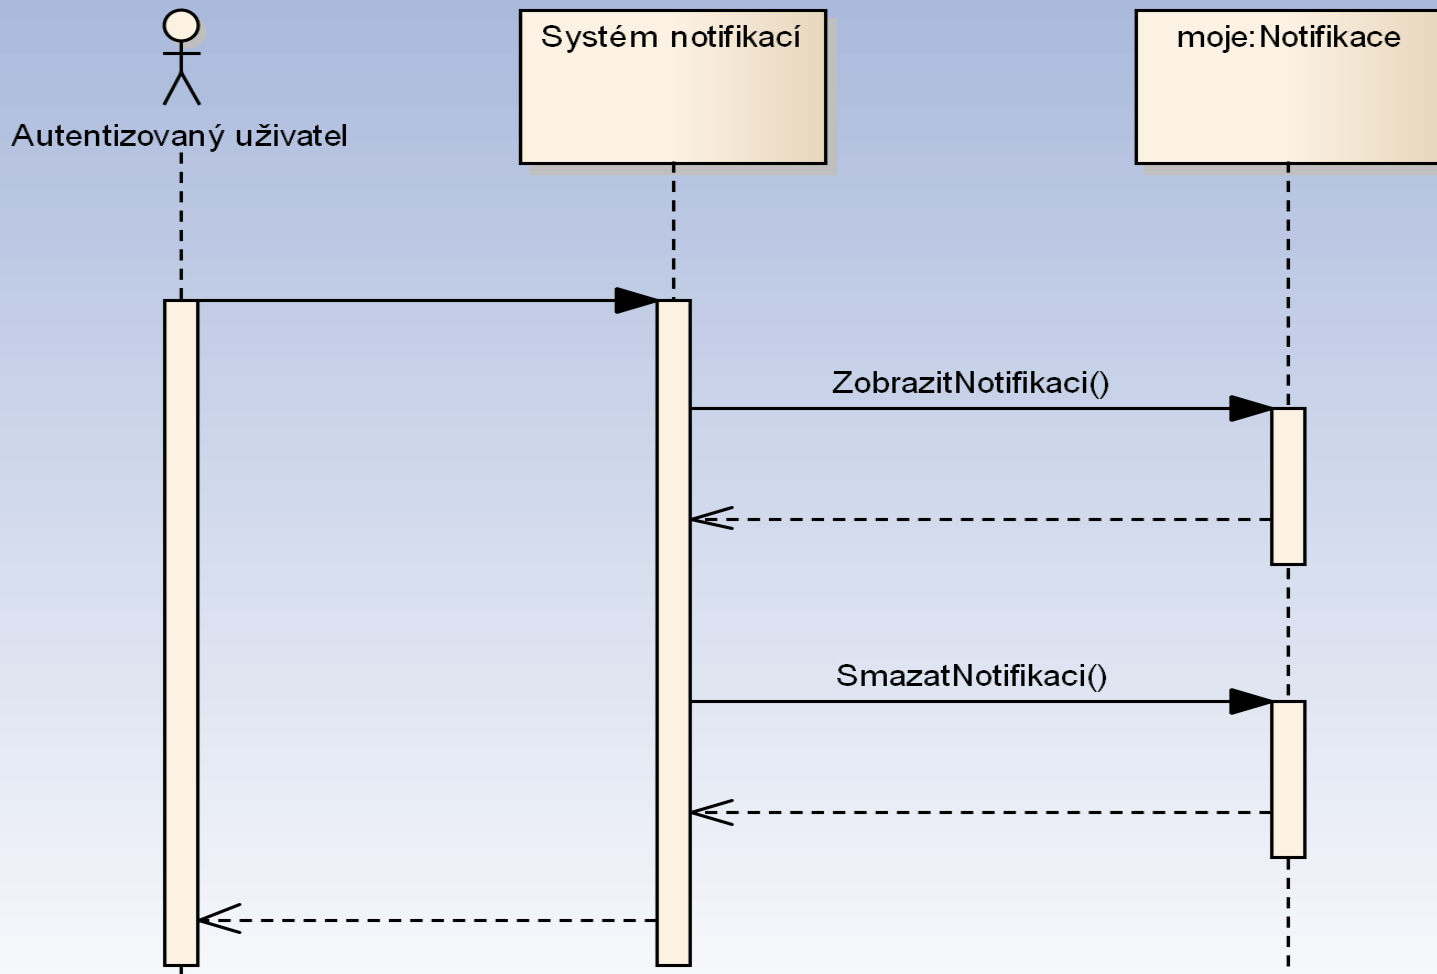 Systém notifikací
moje:Notifikace
Autentizovaný uživatel
ZobrazitNotifikaci()
SmazatNotifikaci()